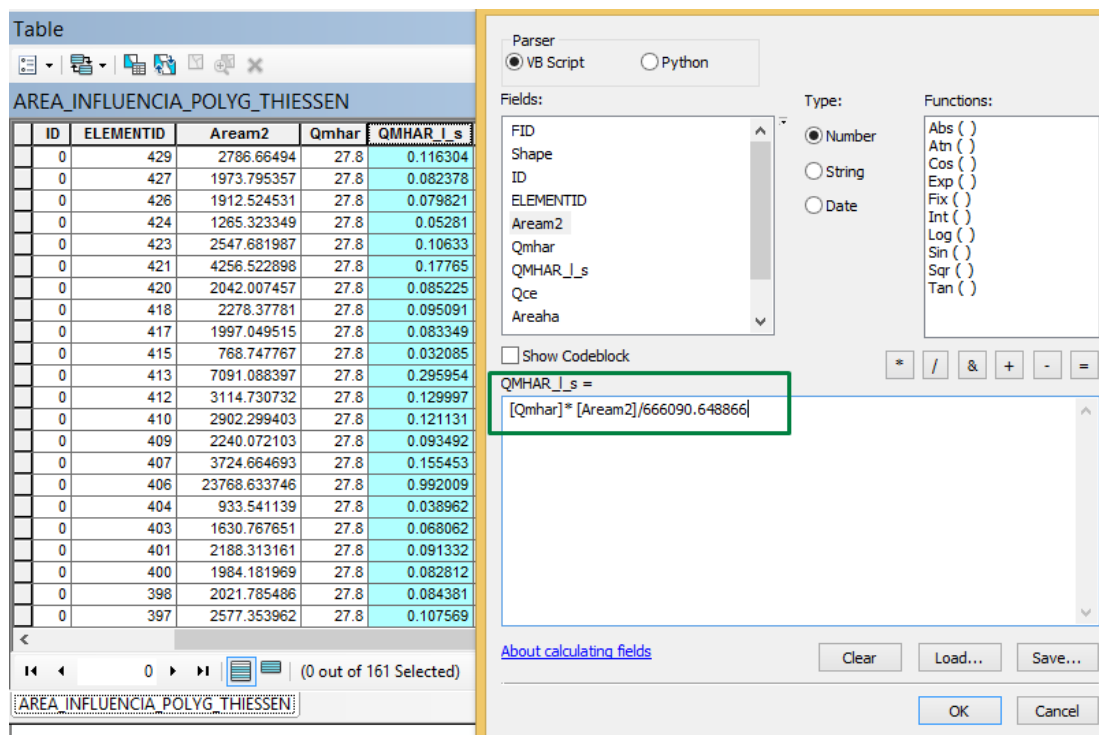 Table
AREA_INFLUENCIA_POLYG_THIESSEN
ID ELEMENTID Aream2 Qmhar QMHAR_l_s
0 429 2786.66494 27.8 0.116304
0 427 1973.795357 27.8 0.082378
0 426 1912.524531 27.8 0.079821
0 424 1265.323349 27.8 0.05281
0 423 2547.681987 27.8 0.10633
0 421 4256.522898 27.8 0.17765
0 420 2042.007457 27.8 0.085225
0 418 2278.37781 27.8 0.095091
0 417 1997.049515 27.8 0.083349
0 415 768.747767 27.8 0.032085
0 413 7091.088397 27.8 0.295954
0 412 3114.730732 27.8 0.129997
0 410 2902.299403 27.8 0.121131
0 409 2240.072103 27.8 0.093492
0 407 3724.664693 27.8 0.155453
0 406 23768.633746 27.8 0.992009
0 404 933.541139 27.8 0.038962
0 403 1630.767651 27.8 0.068062
0 401 2188.313161 27.8 0.091332
0 400 1984.181969 27.8 0.082812
0 398 2021.785486 27.8 0.084381
0 397 2577.353962 27.8 0.107569
0 (0 out of 161 Selected)
AREA_INFLUENCIA_POLYG_THIESSEN
Parser
VB Script Python
Fields:
FID
Shape
ID
ELEMENTID
Aream2
Qmhar
QMHAR_l_s
Qce
Areaha
Type:
Number
String
Date
Functions:
Abs ( )
Atn ( )
Cos ( )
Exp ( )
Fix ( )
Int ( )
Log ( )
Sin ( )
Sqr ( )
Tan ( )
Show Codeblock
* / & + - =
QMHAR_l_s =
[Qmhar]* [Aream2]/666090.648866
About calculating fields
Clear Load... Save...
OK Cancel